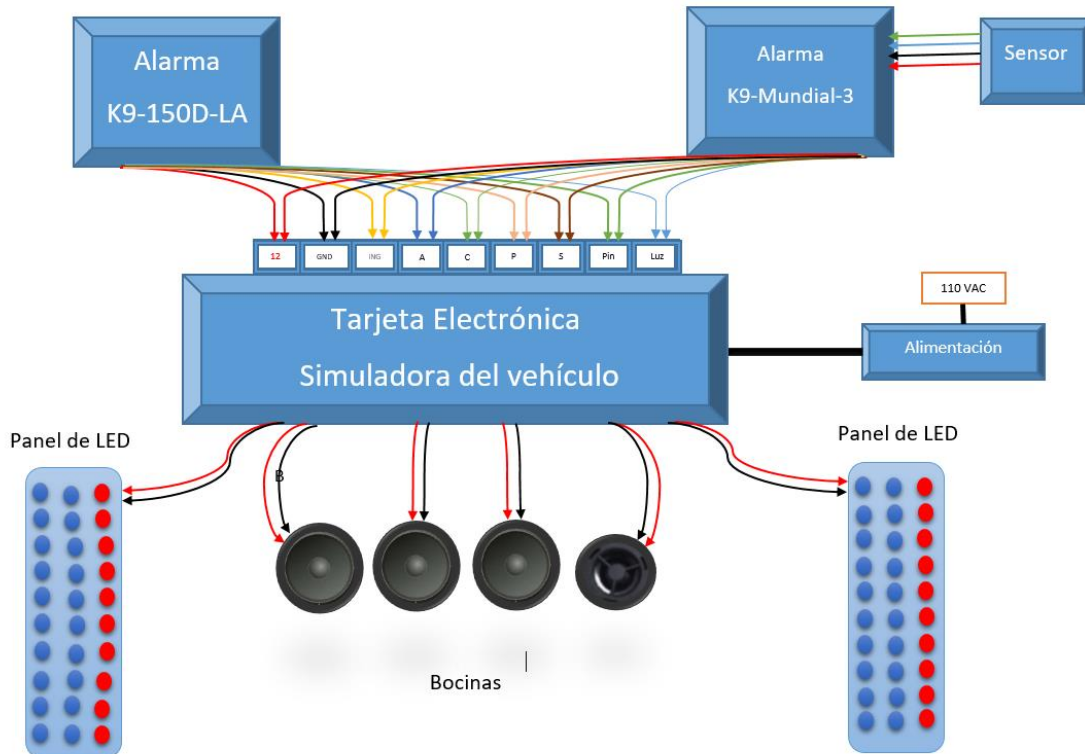 Alarma
K9-150D-LA
Alarma
K9-Mundial-3
Sensor
12
GND
ING
A
C
P
S
Pin
Luz
Tarjeta Electrónica
Simuladora del vehículo
110 VAC
Alimentación
Panel de LED
Panel de LED
B
Bocinas